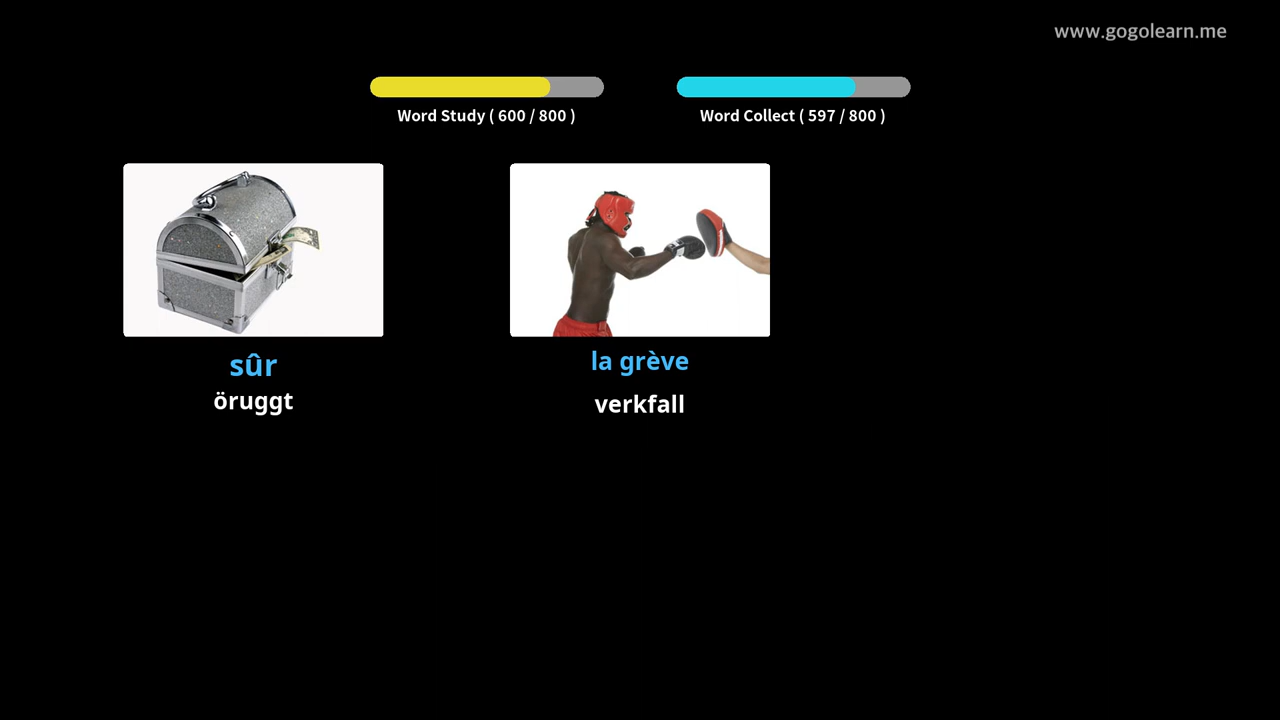 www.gogolearn.me
Word Study ( 600 / 800 )
Word Collect ( 597 / 800 )
sûr
öruggt
la grève
verkfall